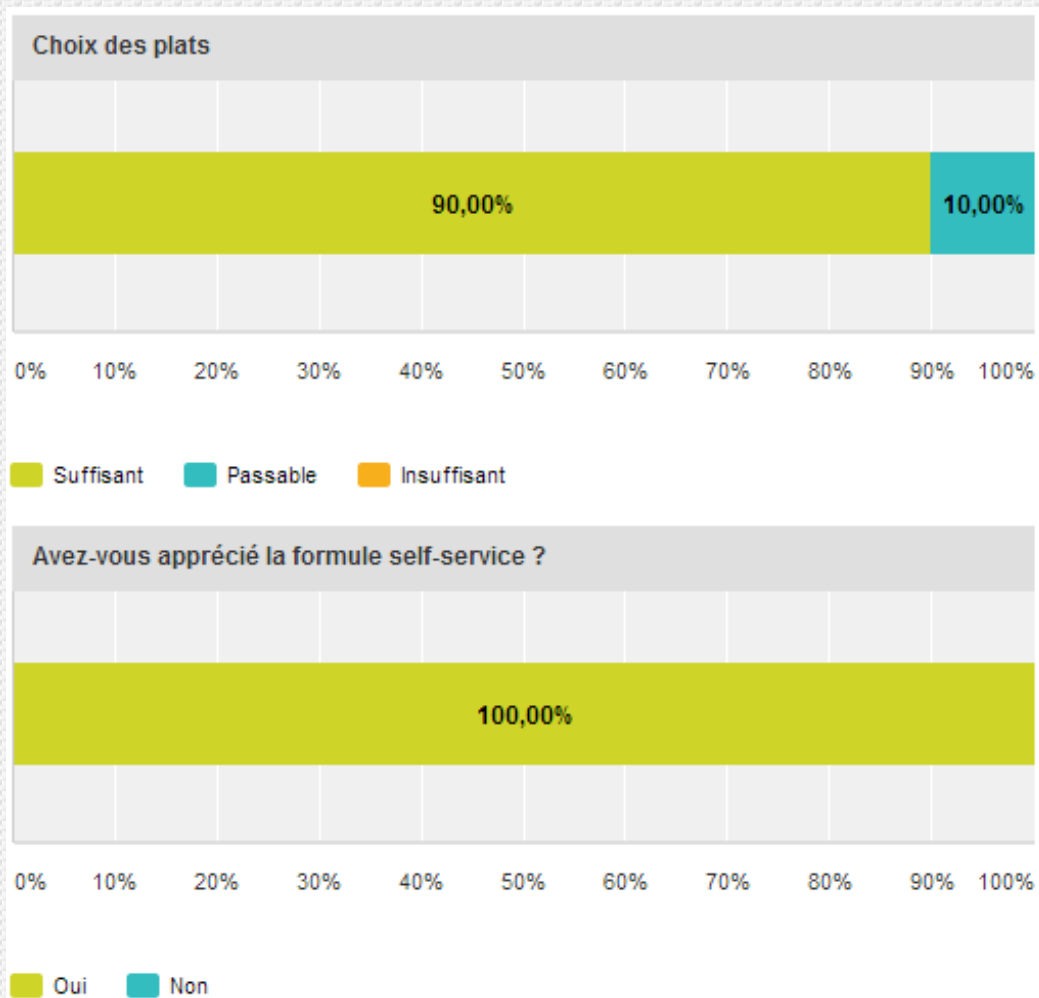 Choix des plats
90,00% 10,00%
0% 10% 20% 30% 40% 50% 60% 70% 80% 90% 100%
Suffisant Passable Insuffisant
Avez-vous apprécié la formule self-service ?
100,00%
0% 10% 20% 30% 40% 50% 60% 70% 80% 90% 100%
Oui Non